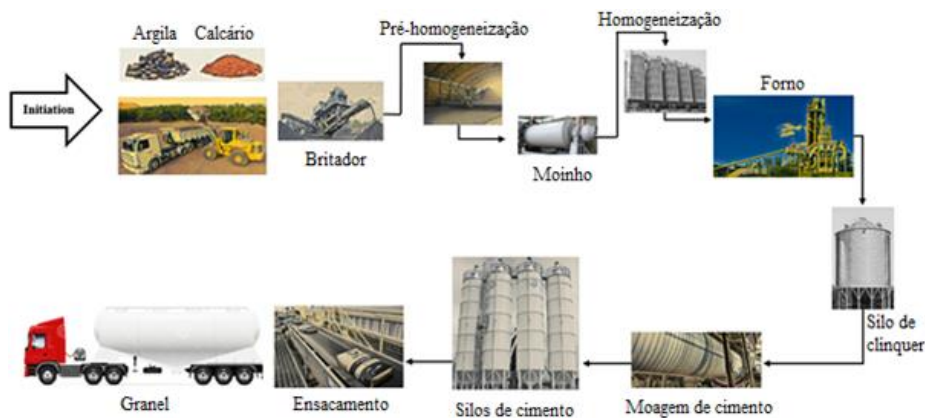 Initiation
Argila
Calcário
Britador
Pré-homogeneização
Moinho
Homogeneização
Forno
Silo de
clínquer
Moagem de cimento
Silos de cimento
Ensacamento
Granel